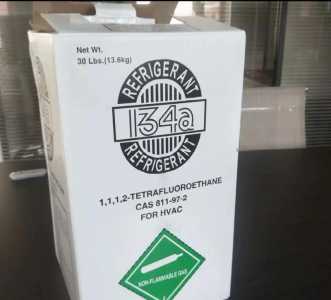 Net Wt.
30 Lbs.(13.6kg)
REFRIGERANT
134a
REFRIGERANT
1,1,1,2-TETRAFLUOROETHANE
CAS 811-97-2
FOR HVAC
NON-FLAMMABLE GAS